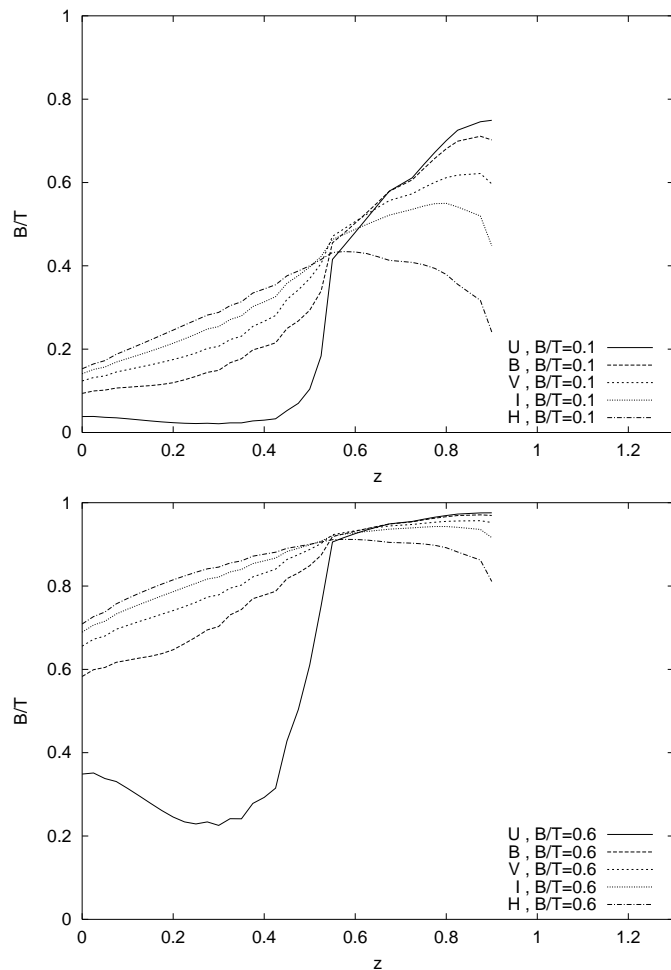 1
0.8
0.6
0.4
0.2
0
B/T
U , B/T=0.1
B , B/T=0.1
V , B/T=0.1
I , B/T=0.1
H , B/T=0.1
0 0.2 0.4 0.6 0.8 1 1.2
z
1
0.8
0.6
0.4
0.2
0
B/T
U , B/T=0.6
B , B/T=0.6
V , B/T=0.6
I , B/T=0.6
H , B/T=0.6
0 0.2 0.4 0.6 0.8 1 1.2
z